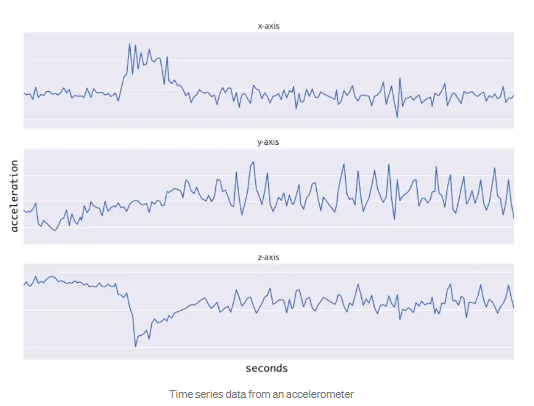 x-axis
y-axis
acceleration
z-axis
seconds
Time series data from an accelerometer